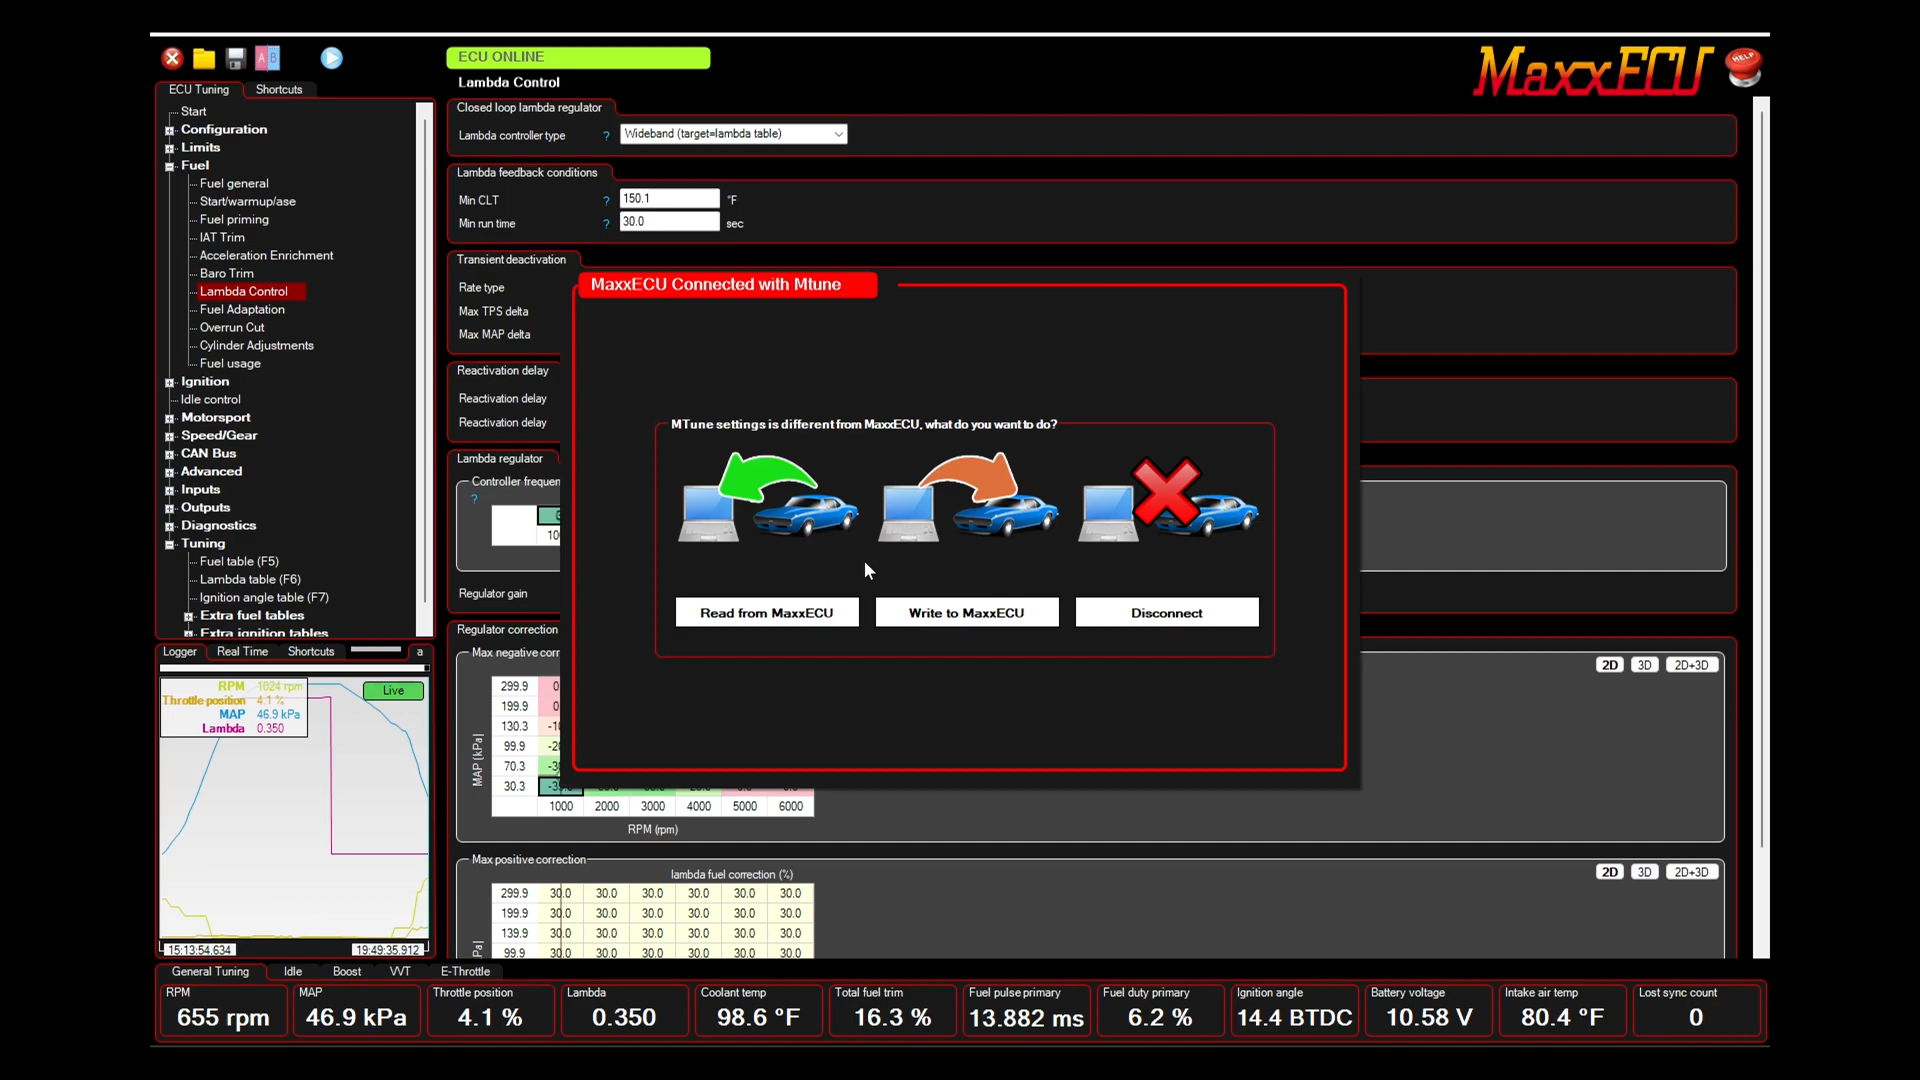 ECU ONLINE
MaxxECU
HELP
A B
ECU Tuning Shortcuts
Lambda Control
Start
Configuration
Limits
Fuel
Fuel general
Start/warmup/ase
Fuel priming
IAT Trim
Acceleration Enrichment
Baro Trim
Lambda Control
Fuel Adaptation
Overrun Cut
Cylinder Adjustments
Fuel usage
Ignition
Idle control
Motorsport
Speed/Gear
CAN Bus
Advanced
Inputs
Outputs
Diagnostics
Tuning
Fuel table (F5)
Lambda table (F6)
Ignition angle table (F7)
Extra fuel tables
Extra ignition tables
Closed loop lambda regulator
Lambda controller type ? Wideband (target=lambda table)
Lambda feedback conditions
Min CLT ? 150.1 °F
Min run time ? 30.0 sec
Transient deactivation
Rate type
Max TPS delta
Max MAP delta
Reactivation delay
Reactivation delay
Reactivation delay
Lambda regulator
Controller frequen
?
10
Regulator gain
Regulator correction
Max negative corr
2D 3D 2D+3D
299.9 0
199.9 0
130.3 -10
99.9 -20
70.3 -3
30.3
1000 2000 3000 4000 5000 6000
MAP [kPa]
RPM (rpm)
Max positive correction
2D 3D 2D+3D
lambda fuel correction (%)
299.9 30.0 30.0 30.0 30.0 30.0 30.0
199.9 30.0 30.0 30.0 30.0 30.0 30.0
139.9 30.0 30.0 30.0 30.0 30.0 30.0
99.9 30.0 30.0 30.0 30.0 30.0 30.0
Pa]
MaxxECU Connected with Mtune
MTune settings is different from MaxxECU, what do you want to do?
Read from MaxxECU Write to MaxxECU Disconnect
Logger Real Time Shortcuts a
RPM 1024 rpm
Throttle position 4.1 %
MAP 46.9 kPa
Lambda 0.350
Live
15:13:54.634 19:49:35.912
General Tuning Idle Boost VVT E-Throttle
RPM MAP Throttle position Lambda Coolant temp Total fuel trim Fuel pulse primary Fuel duty primary Ignition angle Battery voltage Intake air temp Lost sync count
655 rpm 46.9 kPa 4.1 % 0.350 98.6 °F 16.3 % 13.882 ms 6.2 % 14.4 BTDC 10.58 V 80.4 °F 0